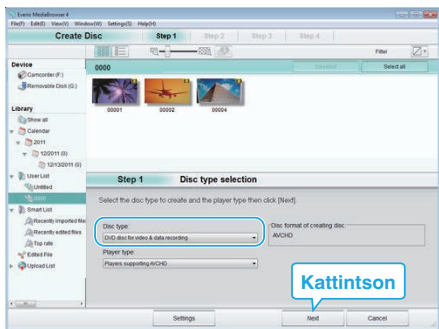 Everio MediaBrowser 4
File(F) Edit(E) View(V) Window(W) Settings(S) Help(H)
Create Disc Step 1 Step 2 Step 3 Step 4
Filter
Device
Camcorder (F:)
Removable Disk (G:)
0000 Select all
00001 00002 00004
Library
Show all
Calendar
2011
12/2011 (0)
12/13/2011 (6)
User List
Untitled
0000
Smart List
Recently imported file
Recently edited files
Top rate
Edited File
Upload List
Step 1 Disc type selection
Select the disc type to create and the player type then click [Next].
Disc type:
DVD disc for video & data recording
Player type:
Players supporting AVCHD
Disc format of creating disc.
AVCHD
Kattintson
Settings Next Cancel